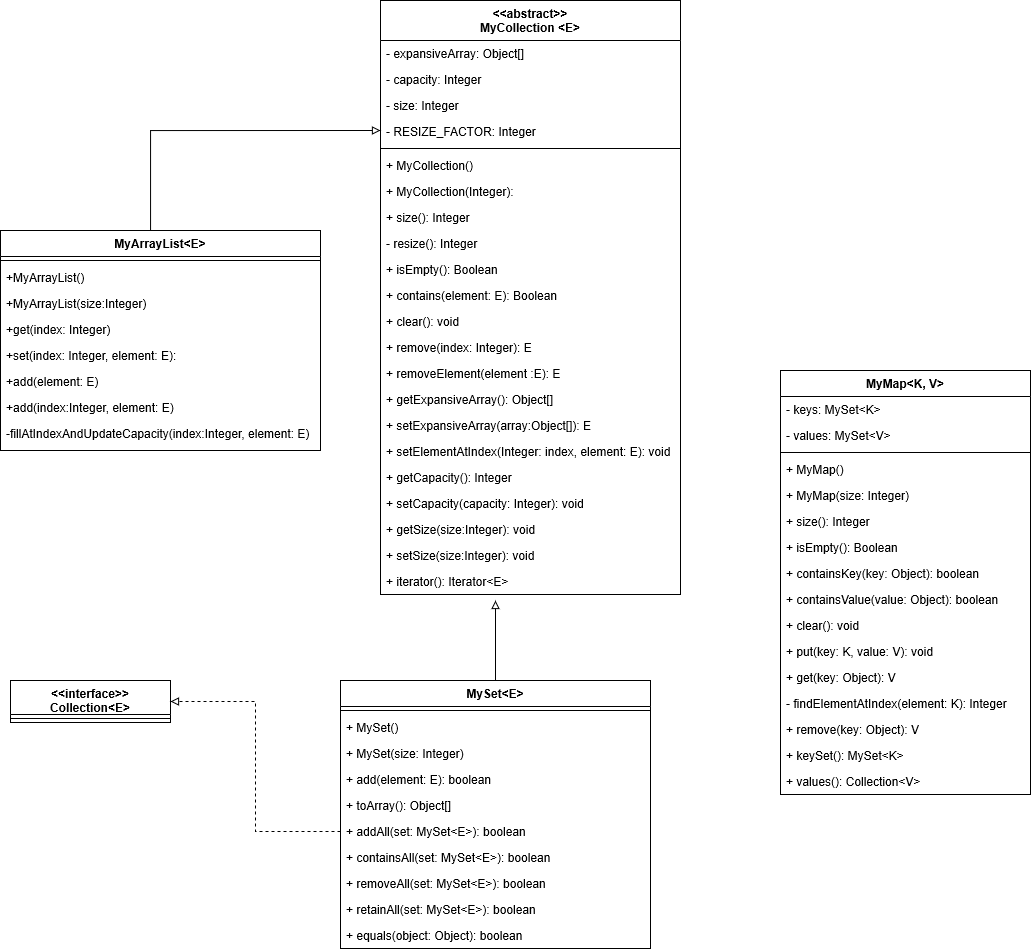 <<abstract>>
MyCollection <E>
- expansiveArray: Object[]
- capacity: Integer
- size: Integer
- RESIZE_FACTOR: Integer
+ MyCollection()
+ MyCollection(Integer):
+ size(): Integer
- resize(): Integer
+ isEmpty(): Boolean
+ contains(element: E): Boolean
+ clear(): void
+ remove(index: Integer): E
+ removeElement(element :E): E
+ getExpansiveArray(): Object[]
+ setExpansiveArray(array:Object[]): E
+ setElementAtIndex(Integer: index, element: E): void
+ getCapacity(): Integer
+ setCapacity(capacity: Integer): void
+ getSize(size:Integer): void
+ setSize(size:Integer): void
+ iterator(): Iterator<E>
MyArrayList<E>
+MyArrayList()
+MyArrayList(size:Integer)
+get(index: Integer)
+set(index: Integer, element: E):
+add(element: E)
+add(index:Integer, element: E)
-fillAtIndexAndUpdateCapacity(index:Integer, element: E)
MyMap<K, V>
- keys: MySet<K>
- values: MySet<V>
+ MyMap()
+ MyMap(size: Integer)
+ size(): Integer
+ isEmpty(): Boolean
+ containsKey(key: Object): boolean
+ containsValue(value: Object): boolean
+ clear(): void
+ put(key: K, value: V): void
+ get(key: Object): V
- findElementAtIndex(element: K): Integer
+ remove(key: Object): V
+ keySet(): MySet<K>
+ values(): Collection<V>
<<interface>>
Collection<E>
MySet<E>
+ MySet()
+ MySet(size: Integer)
+ add(element: E): boolean
+ toArray(): Object[]
+ addAll(set: MySet<E>): boolean
+ containsAll(set: MySet<E>): boolean
+ removeAll(set: MySet<E>): boolean
+ retainAll(set: MySet<E>): boolean
+ equals(object: Object): boolean